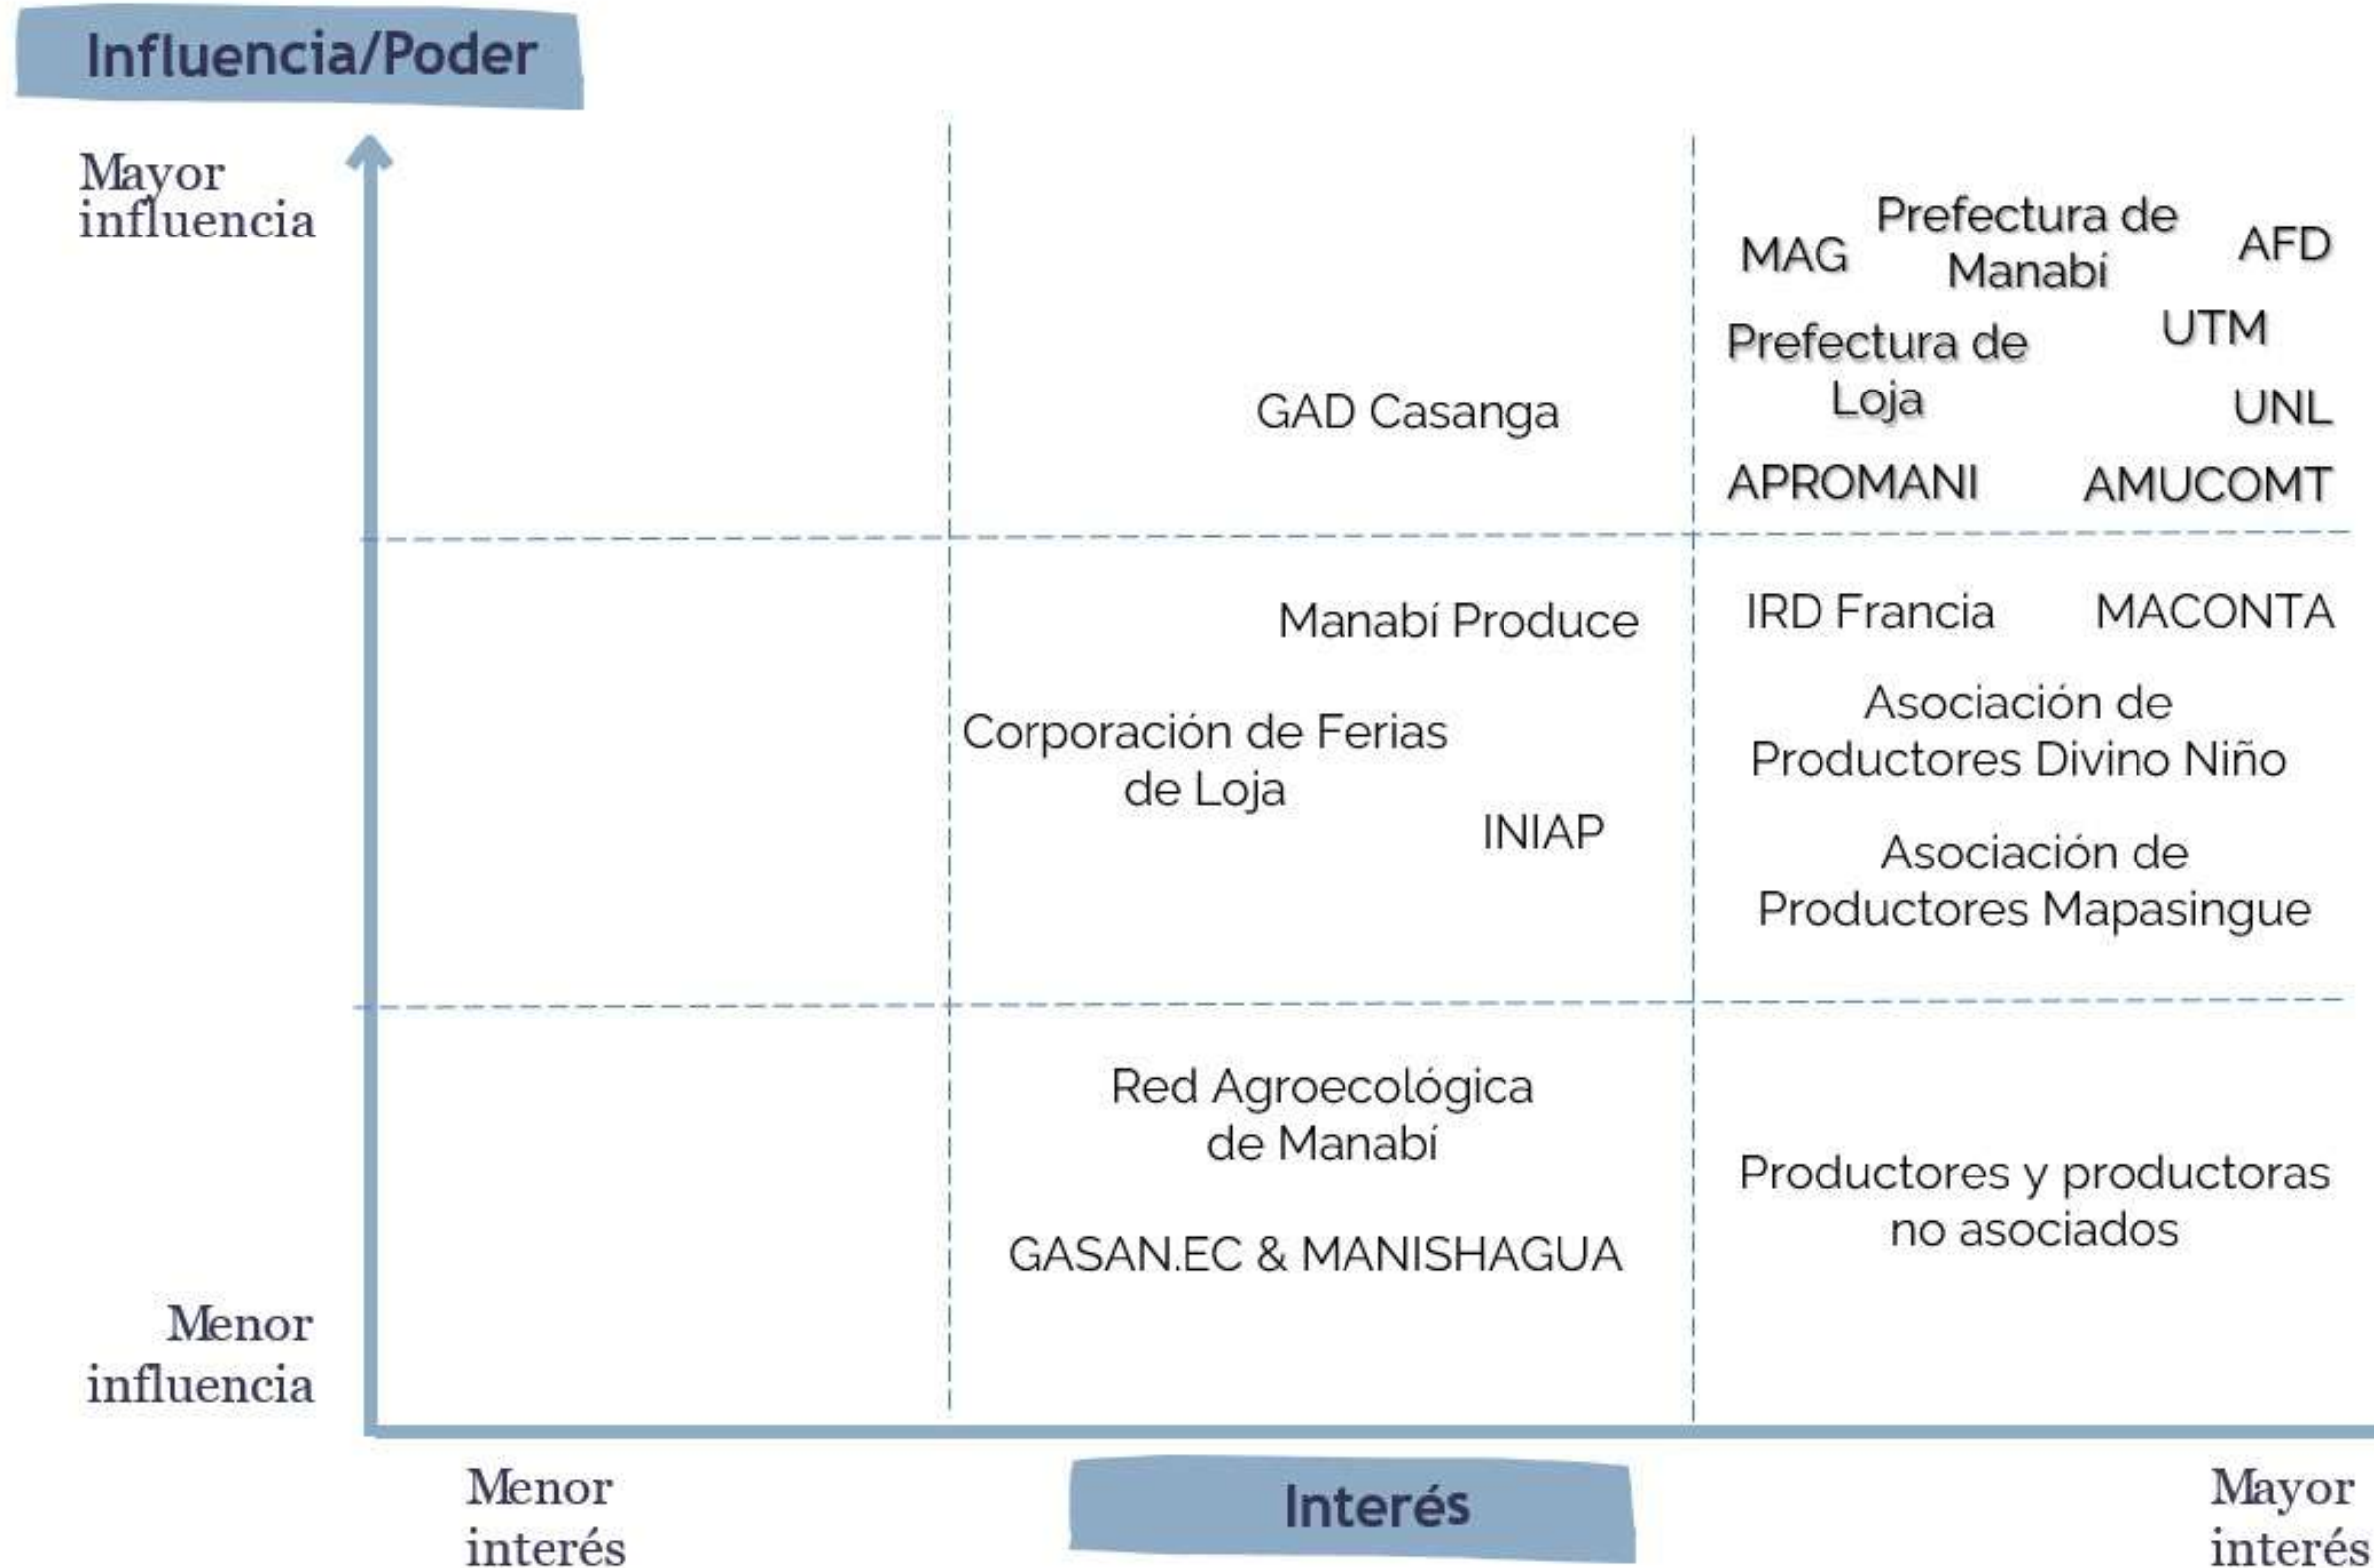 Influencia/Poder
Mayor
influencia
Prefectura de
Manabí
MAG
AFD
UTM
Prefectura de
Loja
UNL
GAD Casanga
APROMANI
AMUCOMT
Manabí Produce
IRD Francia
MACONTA
Corporación de Ferias
de Loja
Asociación de
Productores Divino Niño
INIAP
Asociación de
Productores Mapasingue
Red Agroecológica
de Manabí
Productores y productoras
no asociados
GASAN.EC & MANISHAGUA
Menor
influencia
Menor
interés
Interés
Mayor
interés